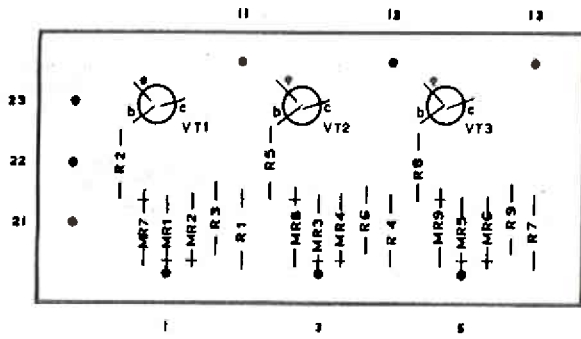 11 12 13
23
b c b c b c
VT1 VT2 VT3
22
R2 R5 R8
21
MR7 MR1 MR2 R3 R1 MR8 MR3 MR4 R6 R4 MR9 MR5 MR6 R9 R7
1 3 5